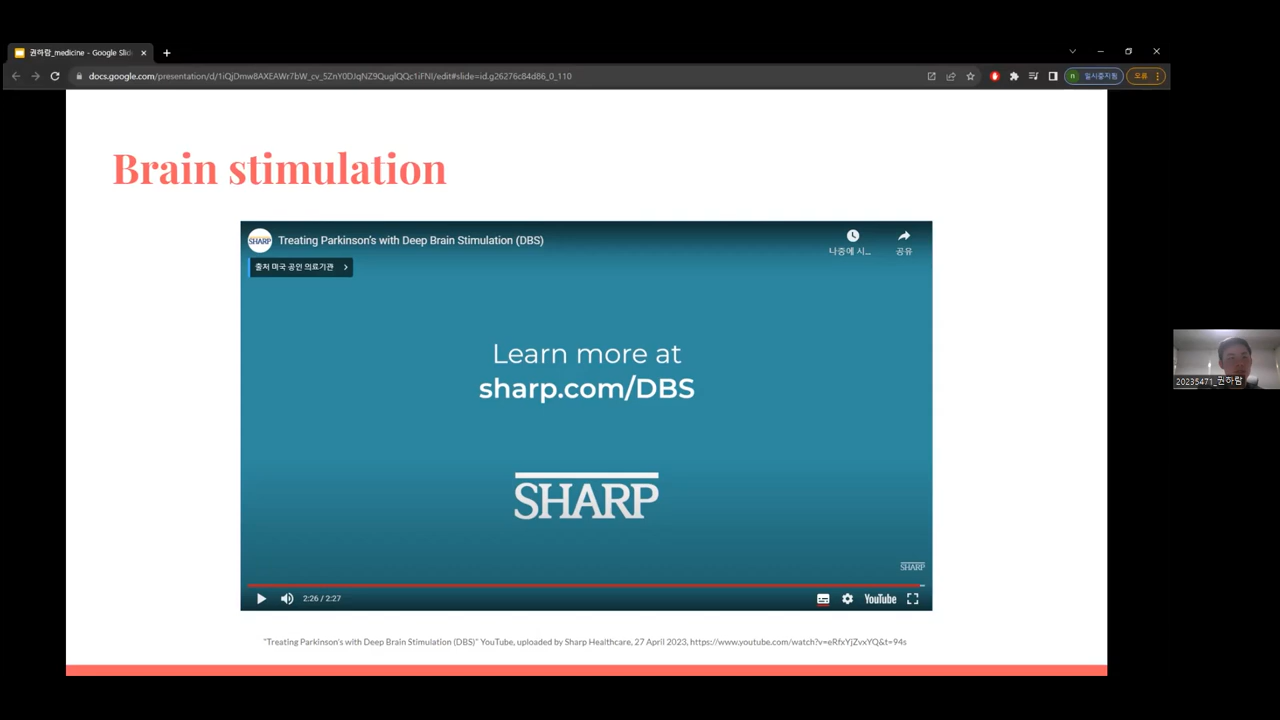 권하람_medicine - Google Slid
docs.google.com/presentation/d/1iQjDmw8AXEAWr7bW_cv_5ZnY0DJqNZ9QuglQQc1iFNI/edit#slide=id.g26276c84d86_0_110
n 일시중지됨
오류
Brain stimulation
SHARP
Treating Parkinson's with Deep Brain Stimulation (DBS)
나중에 시...
공유
출처 미국 공인 의료기관
Learn more at
sharp.com/DBS
SHARP
SHARP
2:26 / 2:27
YouTube
"Treating Parkinson's with Deep Brain Stimulation (DBS)" YouTube, uploaded by Sharp Healthcare, 27 April 2023, https://www.youtube.com/watch?v=eRfxYjZvxYQ&t=94s
20235471_권하람